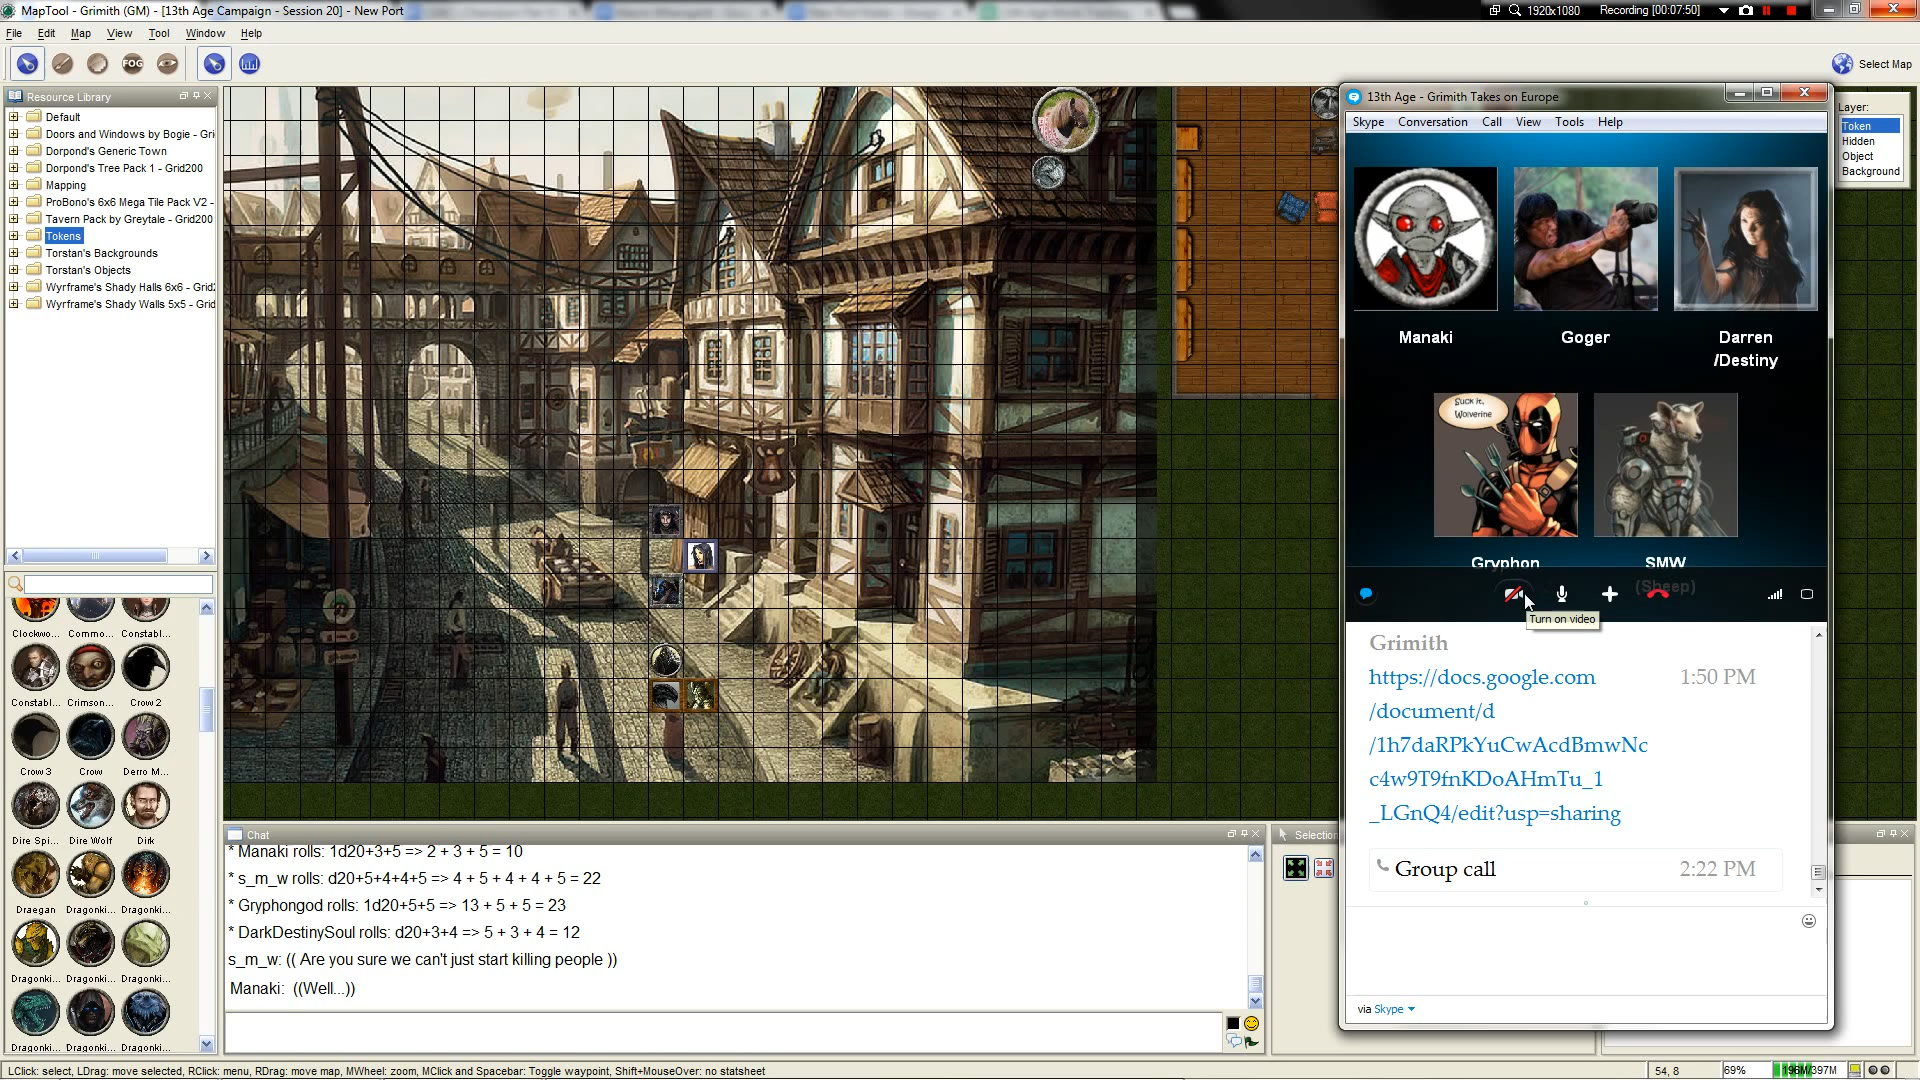 MapTool - Grimith (GM) - [13th Age Campaign - Session 20] - New Port
1920x1080
Recording [00:07:50]
File Edit Map View Tool Window Help
FOG
Select Map
Resource Library
Default
Doors and Windows by Bogie - Gri
Dorpond's Generic Town
Dorpond's Tree Pack 1 - Grid200
Mapping
ProBono's 6x6 Mega Tile Pack V2 -
Tavern Pack by Greytale - Grid200
Tokens
Torstan's Backgrounds
Torstan's Objects
Wyrframe's Shady Halls 6x6 - Grid
Wyrframe's Shady Walls 5x5 - Grid
Clockwo... Commo... Constabl...
Constabl... Crimson... Crow 2
Crow 3 Crow Derro M...
Dire Spi... Dire Wolf Dirk
Draegan Dragonki... Dragonki...
Dragonki... Dragonki... Dragonki...
Dragonki... Dragonki... Dragonki...
Layer:
Token
Hidden
Object
Background
13th Age - Grimith Takes on Europe
Skype Conversation Call View Tools Help
Manaki
Goger
Darren
/Destiny
Suck it,
Wolverine
Gryphon
SMW
(Sheep)
Turn on video
Grimith
https://docs.google.com 1:50 PM
/document/d
/1h7daRPkYuCwAcdBmwNc
c4w9T9fnKDoAHmTu_1
_LGnQ4/edit?usp=sharing
Group call 2:22 PM
via Skype
Chat
* Manaki rolls: 1d20+3+5 => 2 + 3 + 5 = 10
* s_m_w rolls: d20+5+4+4+5 => 4 + 5 + 4 + 4 + 5 = 22
* Gryphongod rolls: 1d20+5+5 => 13 + 5 + 5 = 23
* DarkDestinySoul rolls: d20+3+4 => 5 + 3 + 4 = 12
s_m_w: (( Are you sure we can't just start killing people ))
Manaki: ((Well...))
Selection
LClick: select, LDrag: move selected, RClick: menu, RDrag: move map, MWheel: zoom, MClick and Spacebar: Toggle waypoint, Shift+MouseOver: no statsheet
54, 8
69%
196M/397M